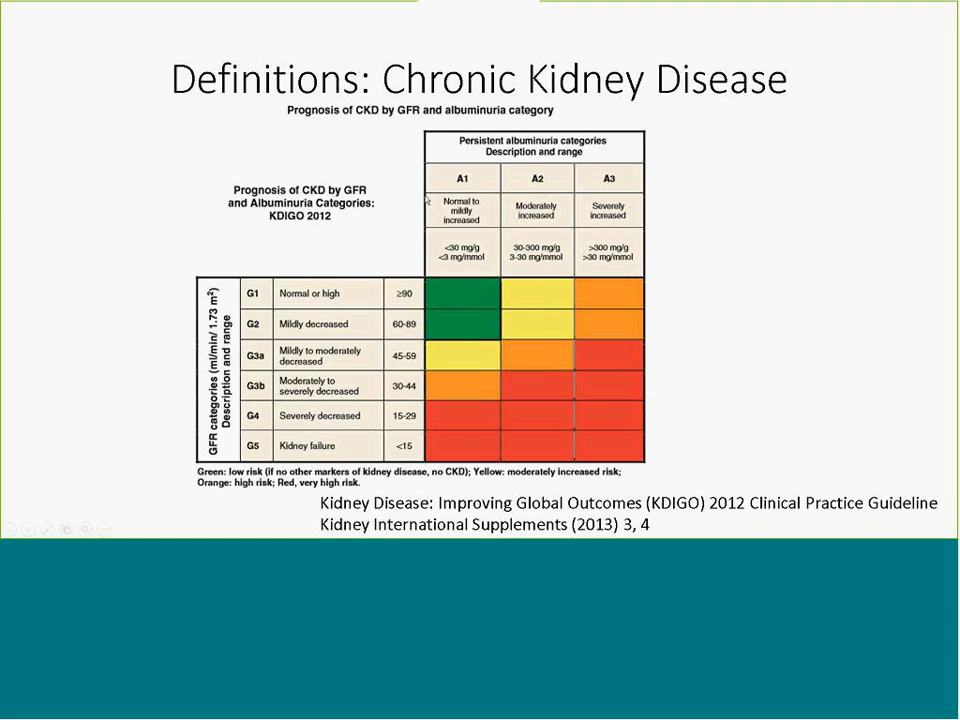 Definitions: Chronic Kidney Disease
Prognosis of CKD by GFR and albuminuria category
Prognosis of CKD by GFR
and Albuminuria Categories:
KDIGO 2012
Persistent albuminuria categories
Description and range
A1 A2 A3
Normal to
mildly
increased
Moderately
increased
Severely
increased
<30 mg/g
<3 mg/mmol
30-300 mg/g
3-30 mg/mmol
>300 mg/g
>30 mg/mmol
GFR categories (ml/min/ 1.73 m²)
Description and range
G1 Normal or high ≥90
G2 Mildly decreased 60-89
G3a Mildly to moderately
decreased 45-59
G3b Moderately to
severely decreased 30-44
G4 Severely decreased 15-29
G5 Kidney failure <15
Green: low risk (if no other markers of kidney disease, no CKD); Yellow: moderately increased risk;
Orange: high risk; Red, very high risk.
Kidney Disease: Improving Global Outcomes (KDIGO) 2012 Clinical Practice Guideline
Kidney International Supplements (2013) 3, 4